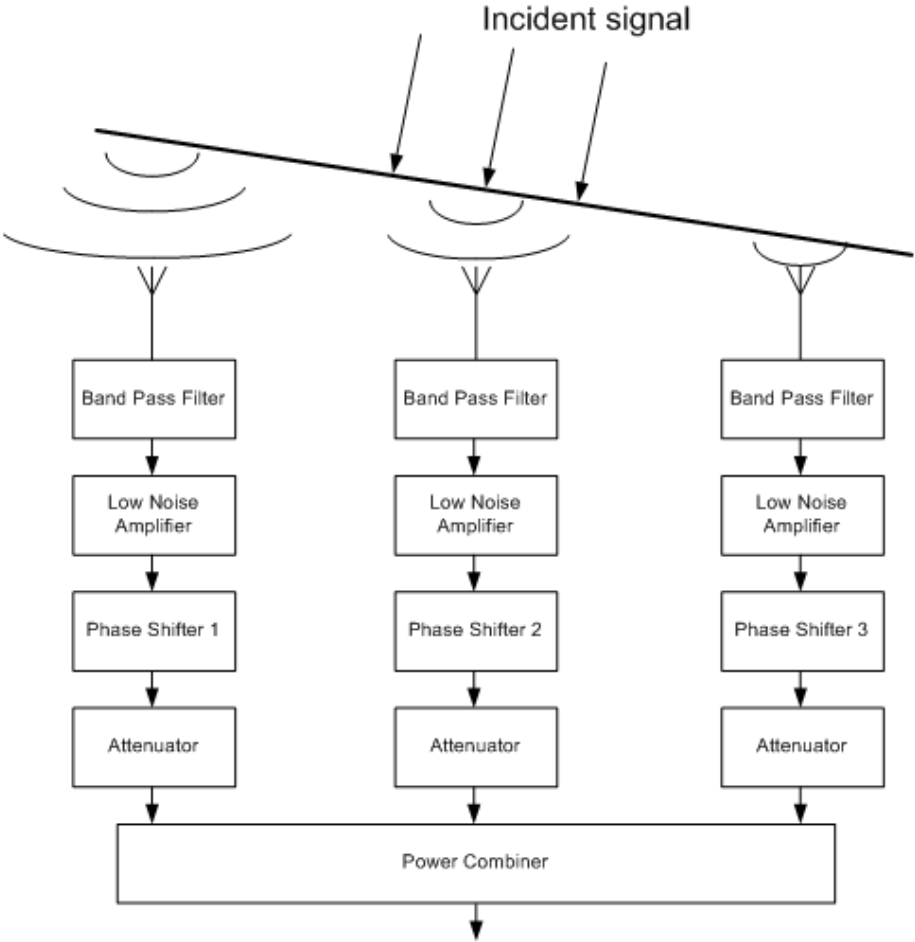 Incident signal
Band Pass Filter
Band Pass Filter
Band Pass Filter
Low Noise
Amplifier
Low Noise
Amplifier
Low Noise
Amplifier
Phase Shifter 1
Phase Shifter 2
Phase Shifter 3
Attenuator
Attenuator
Attenuator
Power Combiner